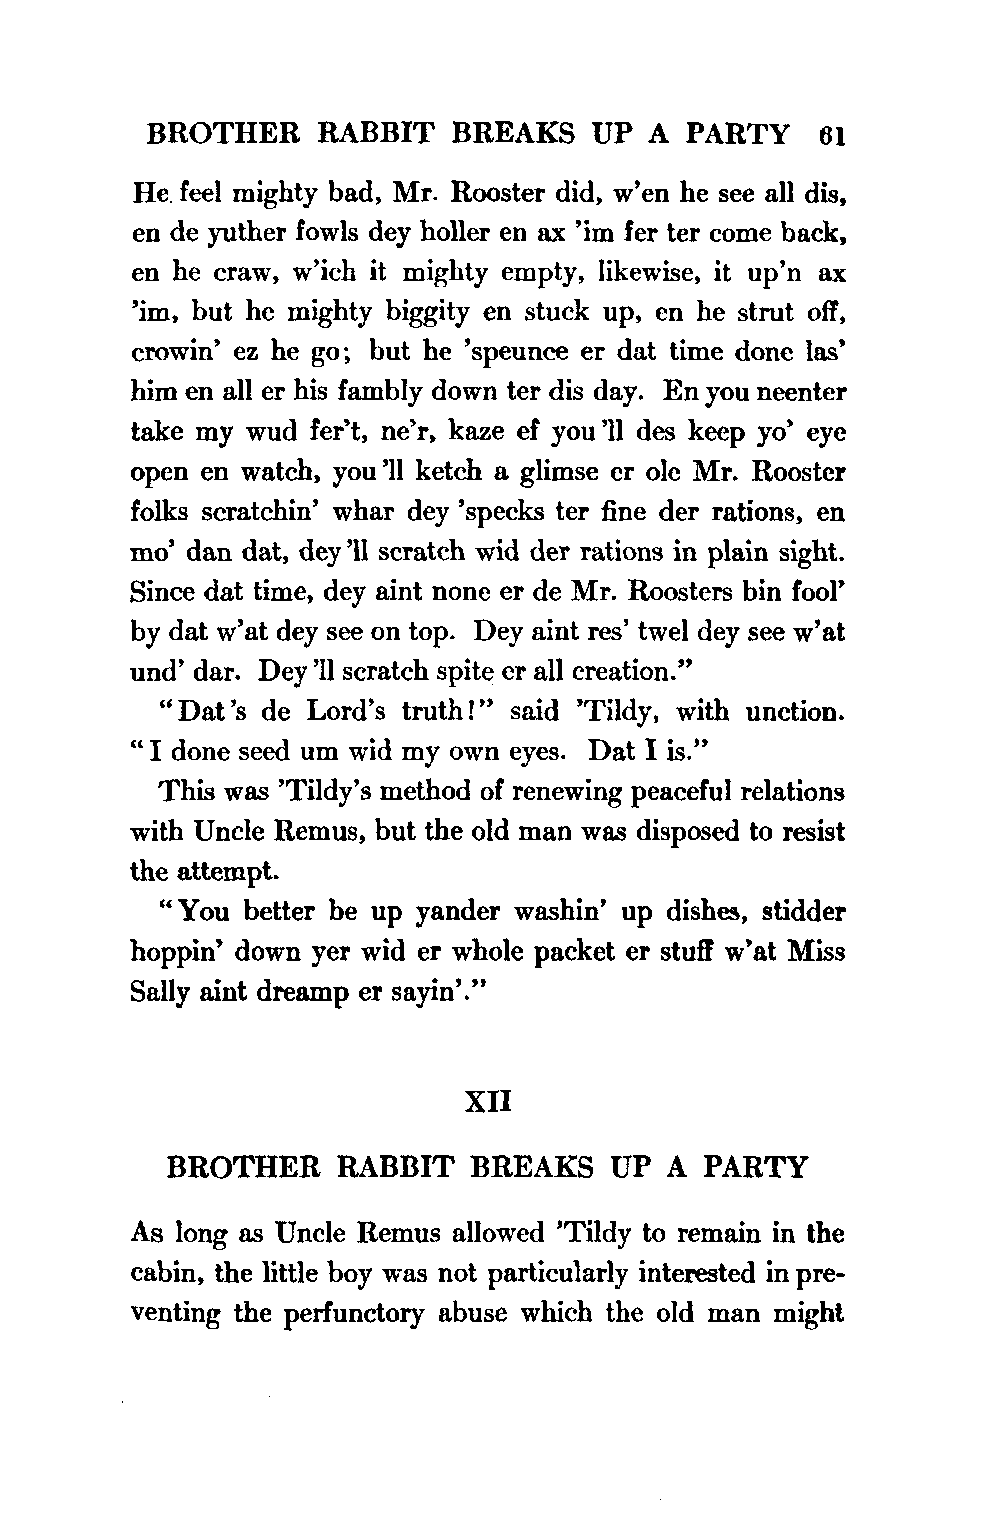 BROTHER RABBIT BREAKS UP A PARTY 61
He feel mighty bad, Mr. Rooster did, w'en he see all dis,
en de yuther fowls dey holler en ax 'im fer ter come back,
en he craw, w'ich it mighty empty, likewise, it up'n ax
'im, but he mighty biggity en stuck up, en he strut off,
crowin' ez he go; but he 'speunce er dat time done las'
him en all er his fambly down ter dis day. En you neenter
take my wud fer't, ne'r, kaze ef you 'll des keep yo' eye
open en watch, you 'll ketch a glimse er ole Mr. Rooster
folks scratchin' whar dey 'specks ter fine der rations, en
mo' dan dat, dey 'll scratch wid der rations in plain sight.
Since dat time, dey aint none er de Mr. Roosters bin fool'
by dat w'at dey see on top. Dey aint res' twel dey see w'at
und' dar. Dey 'll scratch spite er all creation."
"Dat 's de Lord's truth!" said 'Tildy, with unction.
"I done seed um wid my own eyes. Dat I is."
This was 'Tildy's method of renewing peaceful relations
with Uncle Remus, but the old man was disposed to resist
the attempt.
"You better be up yander washin' up dishes, stidder
hoppin' down yer wid er whole packet er stuff w'at Miss
Sally aint dreamp er sayin'."
XII
BROTHER RABBIT BREAKS UP A PARTY
As long as Uncle Remus allowed 'Tildy to remain in the
cabin, the little boy was not particularly interested in pre-
venting the perfunctory abuse which the old man might